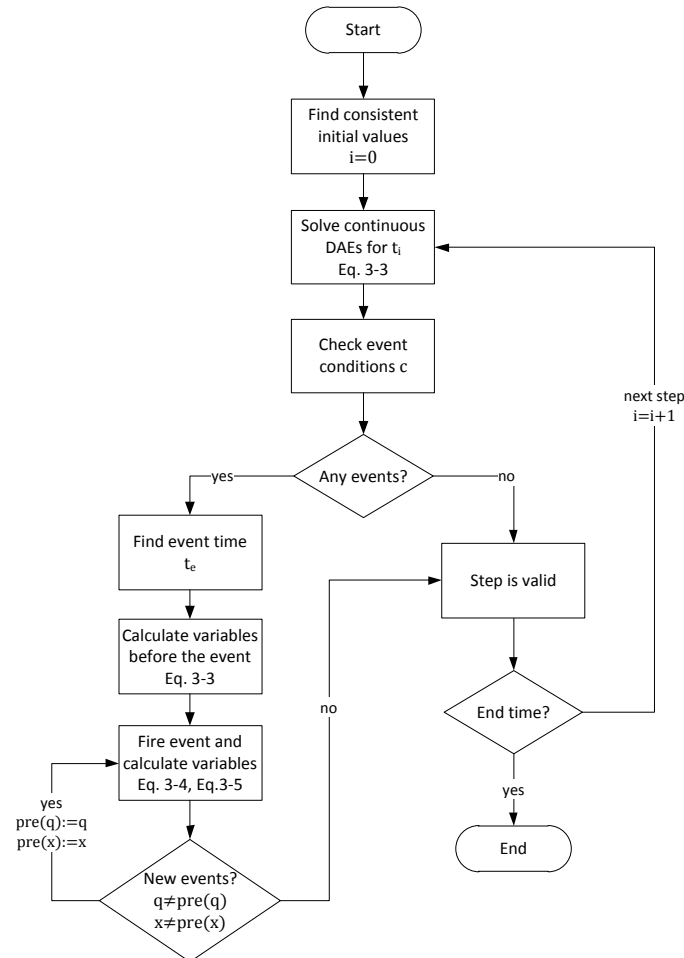 Start
Find consistent
initial values
i=0
Solve continuous
DAEs for tᵢ
Eq. 3-3
Check event
conditions c
next step
i=i+1
Any events?
yes
no
Find event time
tₑ
Step is valid
Calculate variables
before the event
Eq. 3-3
no
End time?
Fire event and
calculate variables
Eq. 3-4, Eq.3-5
yes
pre(q):=q
pre(x):=x
yes
End
New events?
q≠pre(q)
x≠pre(x)